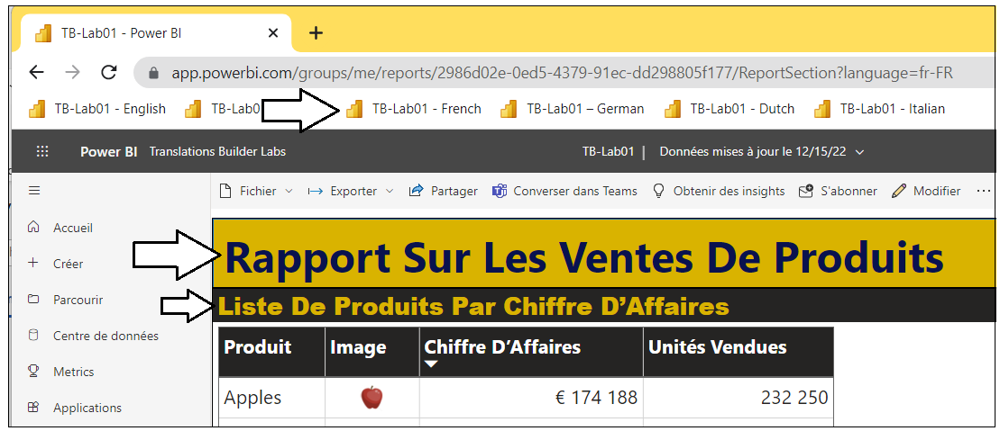 TB-Lab01 - Power BI
app.powerbi.com/groups/me/reports/2986d02e-0ed5-4379-91ec-dd298805f177/ReportSection?language=fr-FR
TB-Lab01 - English TB-Lab0 TB-Lab01 - French TB-Lab01 – German TB-Lab01 - Dutch TB-Lab01 - Italian
Power BI Translations Builder Labs TB-Lab01 | Données mises à jour le 12/15/22
Fichier Exporter Partager Converser dans Teams Obtenir des insights S'abonner Modifier ...
Accueil
Créer
Parcourir
Centre de données
Metrics
Applications
Rapport Sur Les Ventes De Produits
Liste De Produits Par Chiffre D’Affaires
Produit Image Chiffre D’Affaires Unités Vendues
Apples € 174 188 232 250